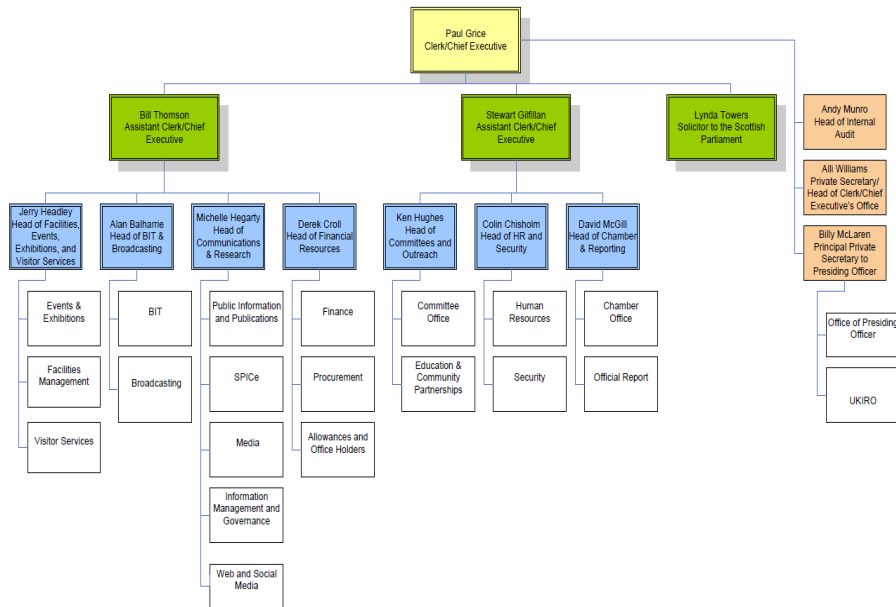 Paul Grice
Clerk/Chief Executive
Bill Thomson
Assistant Clerk/Chief
Executive
Stewart Gilfillan
Assistant Clerk/Chief
Executive
Lynda Towers
Solicitor to the Scottish
Parliament
Andy Munro
Head of Internal
Audit
Alli Williams
Private Secretary/
Head of Clerk/Chief
Executive's Office
Billy McLaren
Principal Private
Secretary to
Presiding Officer
Jerry Headley
Head of Facilities,
Events,
Exhibitions, and
Visitor Services
Alan Balharrie
Head of BIT &
Broadcasting
Michelle Hegarty
Head of
Communications
& Research
Derek Croll
Head of Financial
Resources
Ken Hughes
Head of
Committees and
Outreach
Colin Chisholm
Head of HR and
Security
David McGill
Head of Chamber
& Reporting
Events &
Exhibitions
BIT
Public Information
and Publications
Finance
Committee
Office
Human
Resources
Chamber
Office
Office of Presiding
Officer
Facilities
Management
Broadcasting
SPICe
Procurement
Education &
Community
Partnerships
Security
Official Report
UKIRO
Visitor Services
Media
Allowances and
Office Holders
Information
Management and
Governance
Web and Social
Media